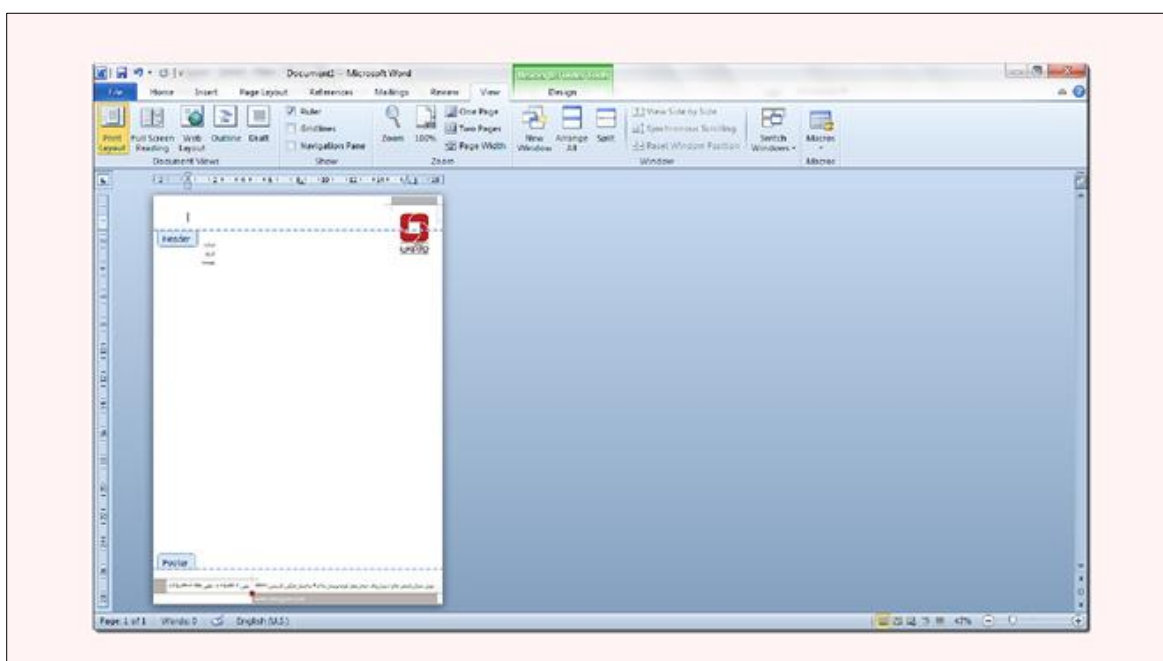 Document1 - Microsoft Word
File Home Insert Page Layout References Mailings Review View Design
Print Layout Full Screen Reading Web Layout Outline Draft
Ruler
Gridlines
Navigation Pane
Zoom 100%
One Page
Two Pages
Page Width
New Window Arrange All Split
View Side by Side
Synchronous Scrolling
Reset Window Position
Switch Windows
Macros
Document Views Show Zoom Window Macros
Header
Footer
Page: 1 of 1 Words: 0 English (U.S.) 47%